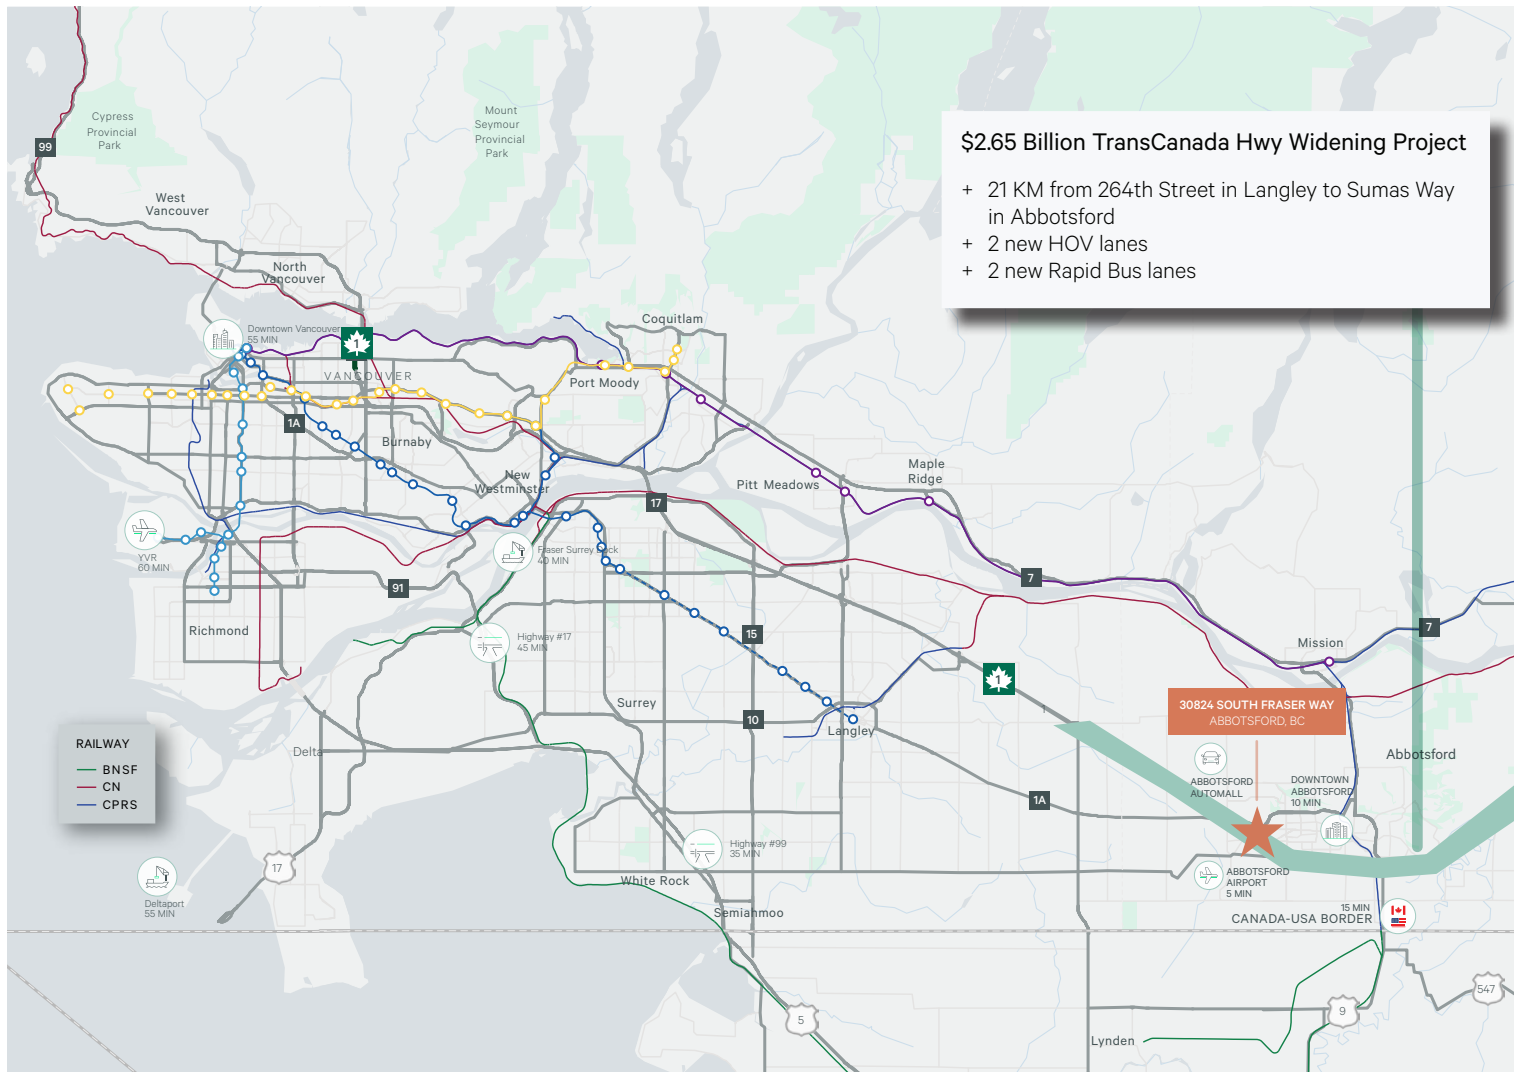 $2.65 Billion TransCanada Hwy Widening Project
+ 21 KM from 264th Street in Langley to Sumas Way
in Abbotsford
+ 2 new HOV lanes
+ 2 new Rapid Bus lanes
Cypress
Provincial
Park
Mount
Seymour
Provincial
Park
99
West
Vancouver
North
Vancouver
Downtown Vancouver
55 MIN
1
VANCOUVER
Coquitlam
Port Moody
1A
Burnaby
New
Westminster
Pitt Meadows
Maple
Ridge
17
YVR
60 MIN
Fraser Surrey Dock
40 MIN
91
7
Richmond
Highway #17
45 MIN
15
7
Mission
1
Surrey
10
Langley
1
30824 SOUTH FRASER WAY
ABBOTSFORD, BC
Delta
Abbotsford
RAILWAY
BNSF
CN
CPRS
ABBOTSFORD
AUTOMALL
DOWNTOWN
ABBOTSFORD
10 MIN
1A
Highway #99
35 MIN
17
White Rock
ABBOTSFORD
AIRPORT
5 MIN
Deltaport
55 MIN
Semiahmoo
15 MIN
CANADA-USA BORDER
547
5
9
Lynden